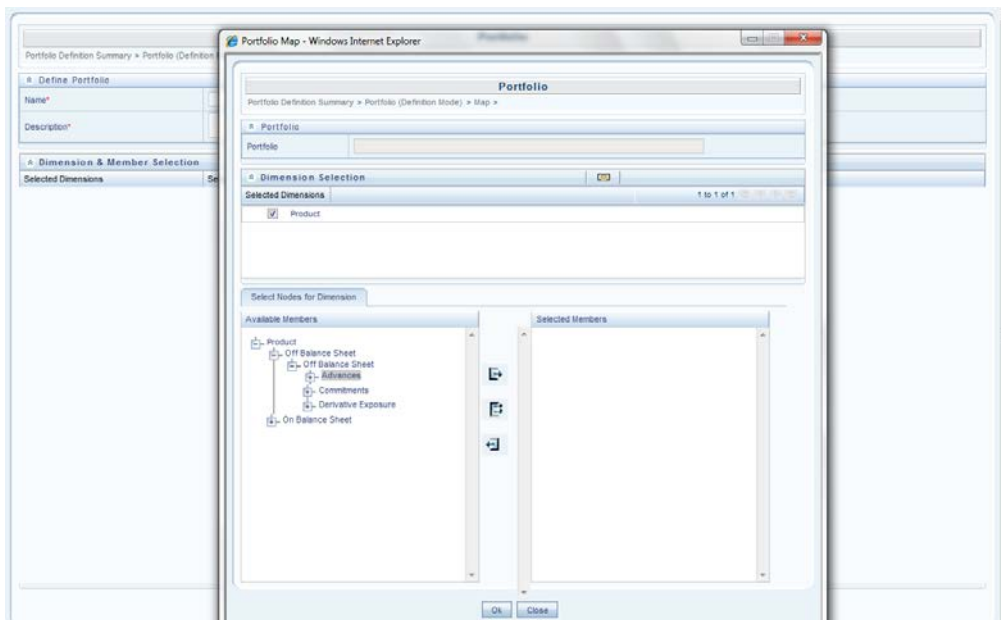 Portfolio Map - Windows Internet Explorer
Portfolio Definition Summary > Portfolio (Definition
Define Portfolio
Name*
Description*
Dimension & Member Selection
Selected Dimensions
Se
Portfolio
Portfolio Definition Summary > Portfolio (Definition Mode) > Map >
Portfolio
Portfolio
Dimension Selection
Selected Dimensions
1 to 1 of 1
Product
Select Nodes for Dimension
Available Members
Selected Members
Product
Off Balance Sheet
Off Balance Sheet
Advances
Commitments
Derivative Exposure
On Balance Sheet
Ok
Close